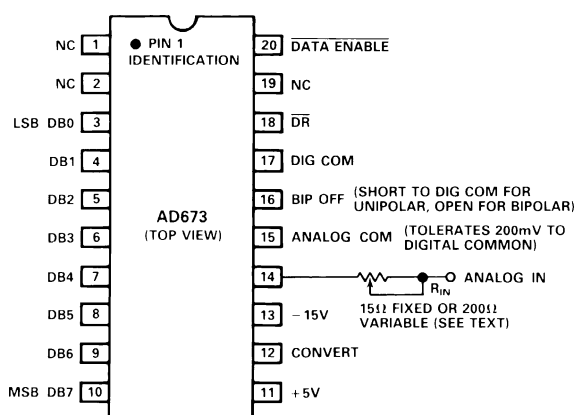 NC 1
● PIN 1
IDENTIFICATION
20 DATA ENABLE
NC 2
19 NC
LSB DB0 3
18 DR
DB1 4
17 DIG COM
DB2 5
16 BIP OFF (SHORT TO DIG COM FOR
UNIPOLAR, OPEN FOR BIPOLAR)
AD673
(TOP VIEW)
DB3 6
15 ANALOG COM (TOLERATES 200mV TO
DIGITAL COMMON)
DB4 7
14
ANALOG IN
RIN
15Ω FIXED OR 200Ω
VARIABLE (SEE TEXT)
DB5 8
13 −15V
DB6 9
12 CONVERT
MSB DB7 10
11 +5V